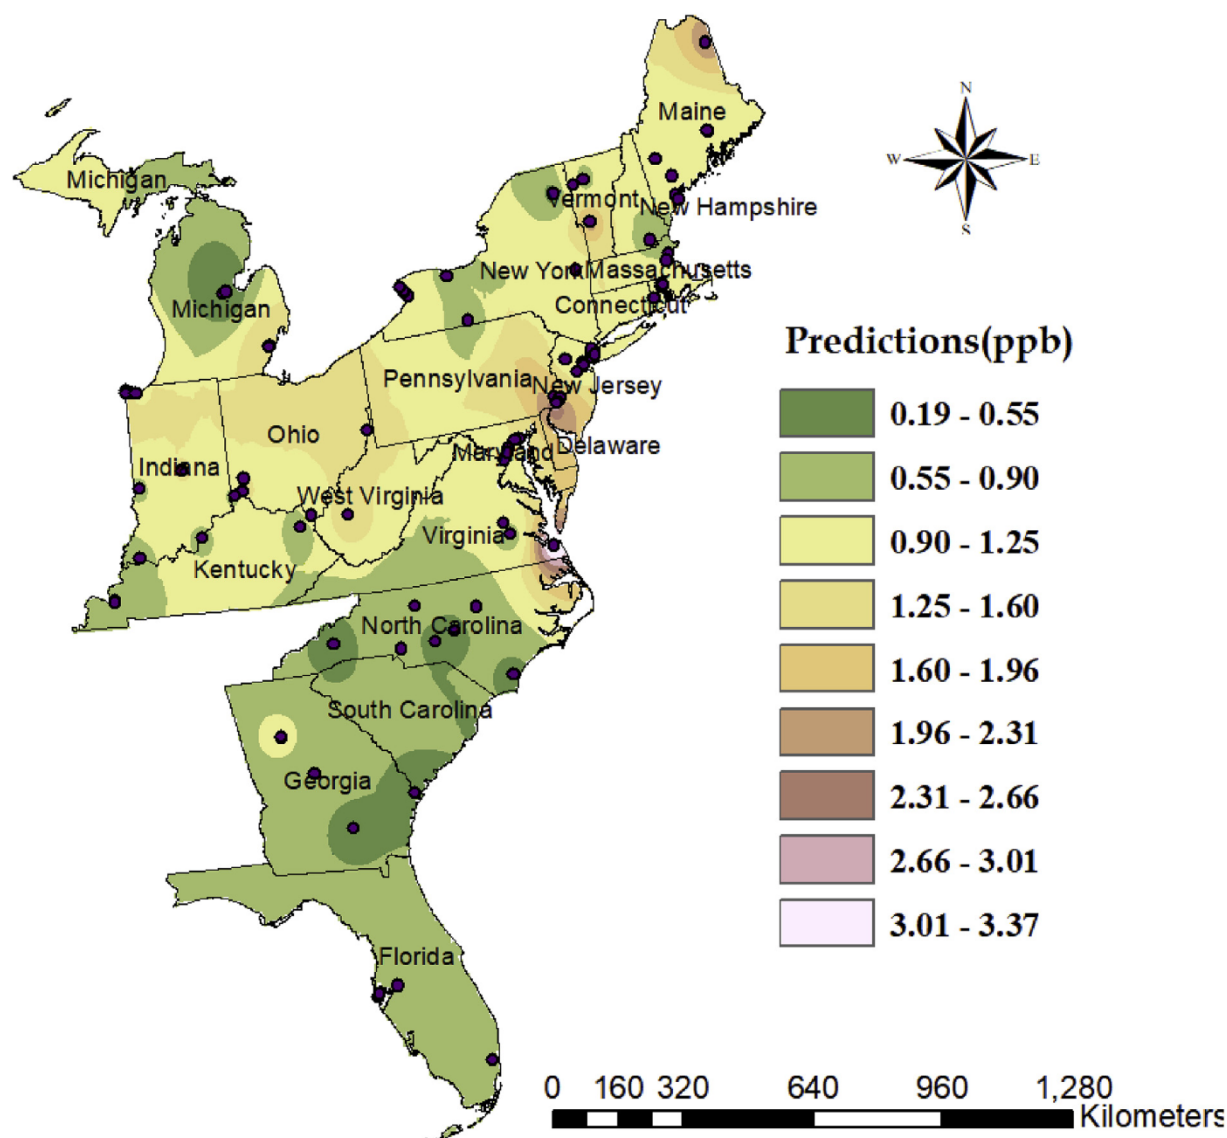 N
W E
S
Maine
Michigan
Vermont
New Hampshire
New York
Massachusetts
Michigan
Connecticut
Predictions(ppb)
Pennsylvania
New Jersey
0.19 - 0.55
Ohio
Delaware
Maryland
Indiana
0.55 - 0.90
West Virginia
Virginia
0.90 - 1.25
Kentucky
1.25 - 1.60
North Carolina
1.60 - 1.96
South Carolina
1.96 - 2.31
Georgia
2.31 - 2.66
2.66 - 3.01
3.01 - 3.37
Florida
0 160 320 640 960 1,280
Kilometers